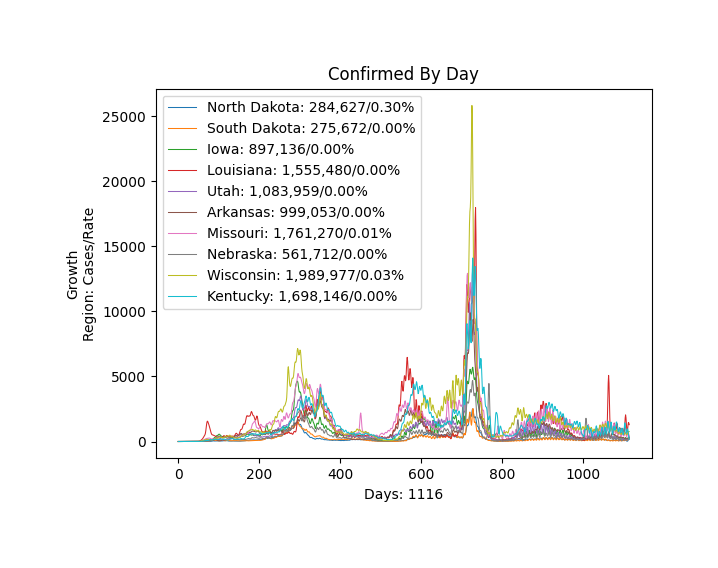 Confirmed By Day
Growth
Region: Cases/Rate
25000
20000
15000
10000
5000
0
North Dakota: 284,627/0.30%
South Dakota: 275,672/0.00%
Iowa: 897,136/0.00%
Louisiana: 1,555,480/0.00%
Utah: 1,083,959/0.00%
Arkansas: 999,053/0.00%
Missouri: 1,761,270/0.01%
Nebraska: 561,712/0.00%
Wisconsin: 1,989,977/0.03%
Kentucky: 1,698,146/0.00%
0 200 400 600 800 1000
Days: 1116